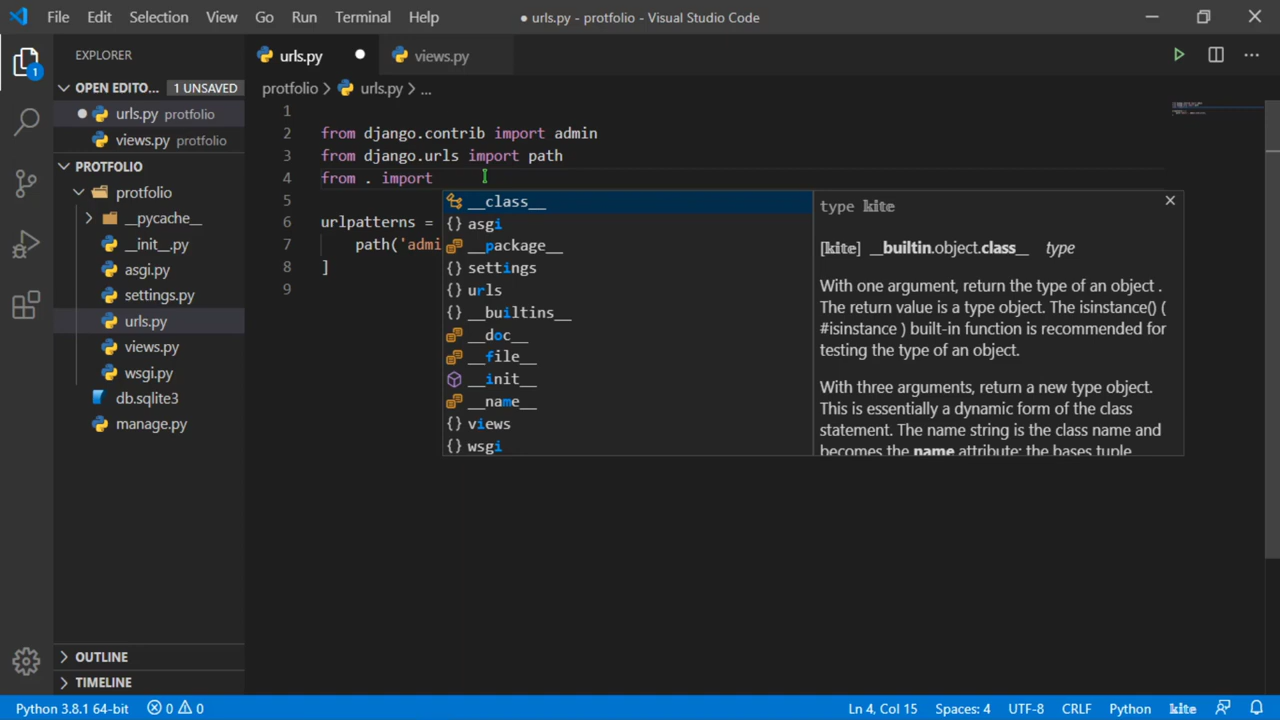 File Edit Selection View Go Run Terminal Help
● urls.py - protfolio - Visual Studio Code
EXPLORER
OPEN EDITO... 1 UNSAVED
urls.py protfolio
views.py protfolio
PROTFOLIO
protfolio
__pycache__
__init__.py
asgi.py
settings.py
urls.py
views.py
wsgi.py
db.sqlite3
manage.py
OUTLINE
TIMELINE
1
urls.py ●
views.py
protfolio > urls.py > ...
1
2 from django.contrib import admin
3 from django.urls import path
4 from . import
5
6 urlpatterns =
7 path('admi
8 ]
9
__class__
{} asgi
__package__
{} settings
{} urls
{} __builtins__
__doc__
__file__
__init__
__name__
{} views
{} wsgi
type kite
[kite] __builtin.object.class__ type
With one argument, return the type of an object .
The return value is a type object. The isinstance() (
#isinstance ) built-in function is recommended for
testing the type of an object.
With three arguments, return a new type object.
This is essentially a dynamic form of the class
statement. The name string is the class name and
becomes the name attribute; the bases tuple
Python 3.8.1 64-bit 0 0 Ln 4, Col 15 Spaces: 4 UTF-8 CRLF Python kite